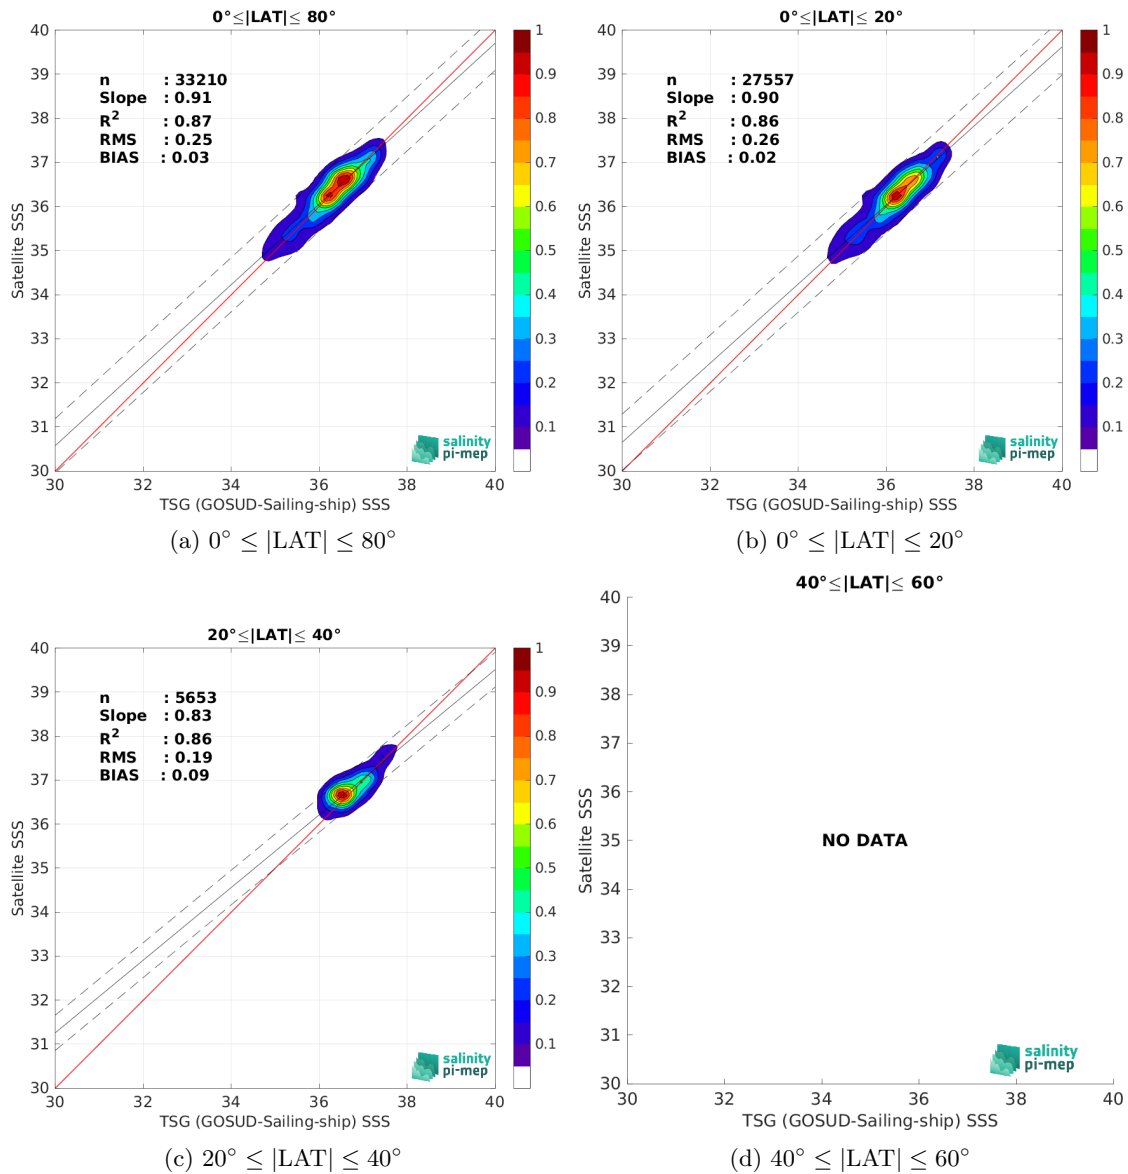 0°≤|LAT|≤ 80°
n : 33210
Slope : 0.91
R2 : 0.87
RMS : 0.25
BIAS : 0.03
40
39
38
37
36
35
34
33
32
31
30
30 32 34 36 38 40
1
0.9
0.8
0.7
0.6
0.5
0.4
0.3
0.2
0.1
Satellite SSS
TSG (GOSUD-Sailing-ship) SSS
salinity
pi-mep
(a) 0° ≤ |LAT| ≤ 80°
0°≤|LAT|≤ 20°
n : 27557
Slope : 0.90
R2 : 0.86
RMS : 0.26
BIAS : 0.02
40
39
38
37
36
35
34
33
32
31
30
30 32 34 36 38 40
1
0.9
0.8
0.7
0.6
0.5
0.4
0.3
0.2
0.1
Satellite SSS
TSG (GOSUD-Sailing-ship) SSS
salinity
pi-mep
(b) 0° ≤ |LAT| ≤ 20°
20°≤|LAT|≤ 40°
n : 5653
Slope : 0.83
R2 : 0.86
RMS : 0.19
BIAS : 0.09
40
39
38
37
36
35
34
33
32
31
30
30 32 34 36 38 40
1
0.9
0.8
0.7
0.6
0.5
0.4
0.3
0.2
0.1
Satellite SSS
TSG (GOSUD-Sailing-ship) SSS
salinity
pi-mep
(c) 20° ≤ |LAT| ≤ 40°
40°≤|LAT|≤ 60°
40
39
38
37
36
35
34
33
32
31
30
30 32 34 36 38 40
NO DATA
Satellite SSS
TSG (GOSUD-Sailing-ship) SSS
salinity
pi-mep
(d) 40° ≤ |LAT| ≤ 60°